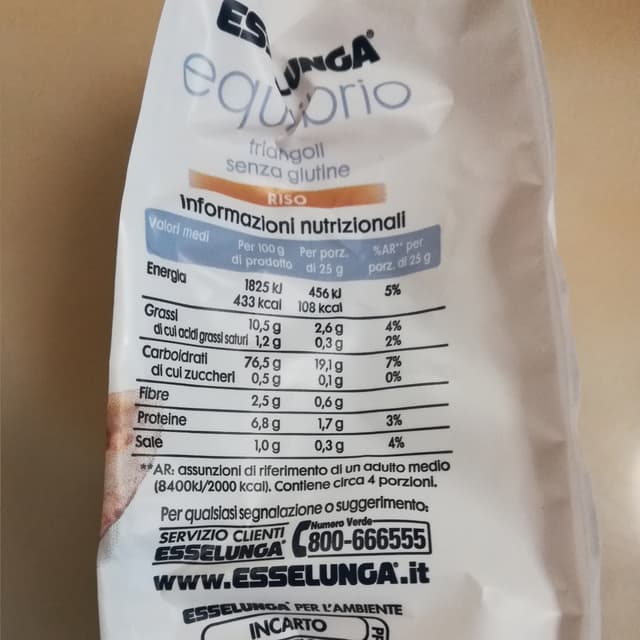 ESSELUNGA®
equilibrio
triangoli
senza glutine
RISO
Informazioni nutrizionali
Valori medi Per 100 g di prodotto Per porz. di 25 g %AR** per porz. di 25 g
Energia 1825 kJ 456 kJ 5%
433 kcal 108 kcal
Grassi 10,5 g 2,6 g 4%
di cui acidi grassi saturi 1,2 g 0,3 g 2%
Carboidrati 76,5 g 19,1 g 7%
di cui zuccheri 0,5 g 0,1 g 0%
Fibre 2,5 g 0,6 g
Proteine 6,8 g 1,7 g 3%
Sale 1,0 g 0,3 g 4%
**AR: assunzioni di riferimento di un adulto medio
(8400kJ/2000 kcal). Contiene circa 4 porzioni.
Per qualsiasi segnalazione o suggerimento:
SERVIZIO CLIENTI Numero Verde
ESSELUNGA® 800-666555
www.ESSELUNGA.it
ESSELUNGA® PER L'AMBIENTE
INCARTO